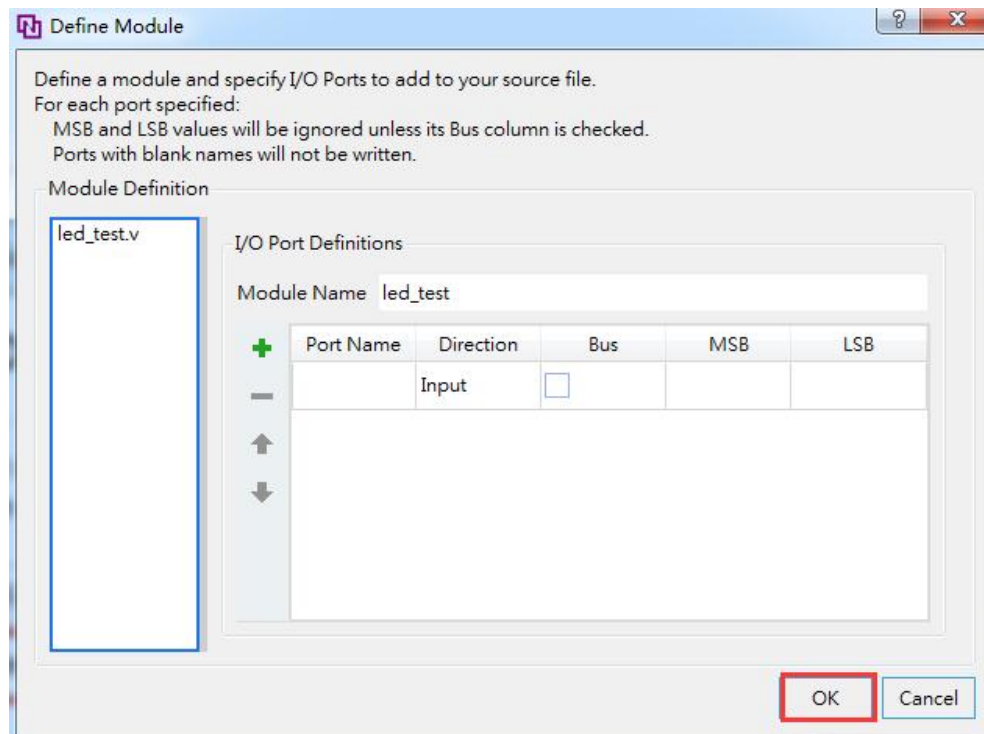 Define Module
Define a module and specify I/O Ports to add to your source file.
For each port specified:
MSB and LSB values will be ignored unless its Bus column is checked.
Ports with blank names will not be written.
Module Definition
led_test.v
I/O Port Definitions
Module Name led_test
Port Name Direction Bus MSB LSB
Input
OK Cancel